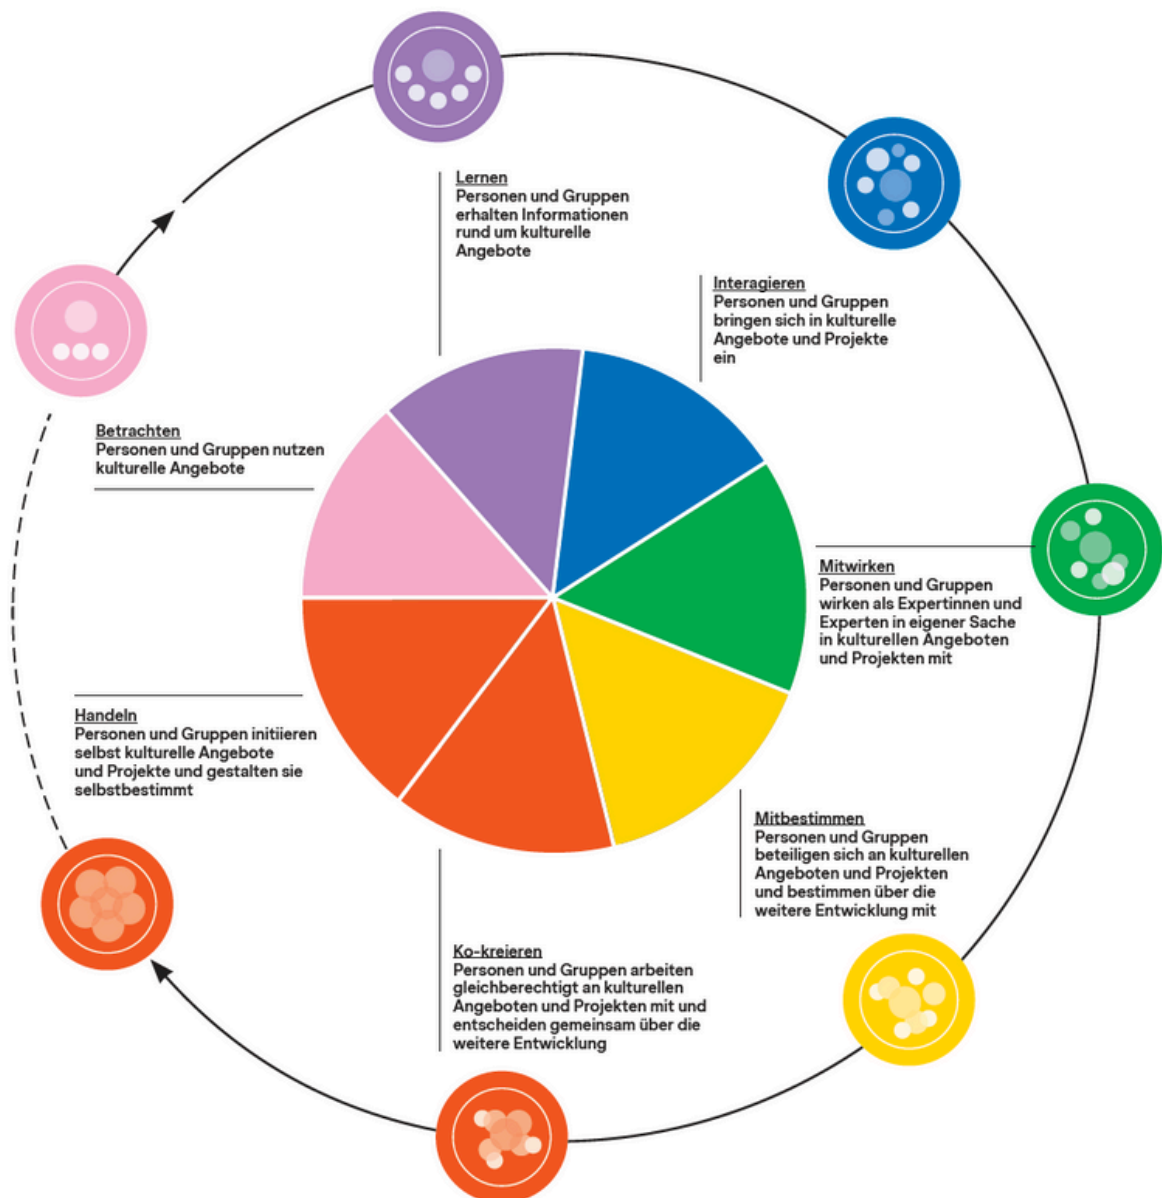 Lernen
Personen und Gruppen
erhalten Informationen
rund um kulturelle
Angebote
Interagieren
Personen und Gruppen
bringen sich in kulturelle
Angebote und Projekte
ein
Betrachten
Personen und Gruppen nutzen
kulturelle Angebote
Mitwirken
Personen und Gruppen
wirken als Expertinnen und
Experten in eigener Sache
in kulturellen Angeboten
und Projekten mit
Handeln
Personen und Gruppen initiieren
selbst kulturelle Angebote
und Projekte und gestalten sie
selbstbestimmt
Mitbestimmen
Personen und Gruppen
beteiligen sich an kulturellen
Angeboten und Projekten
und bestimmen über die
weitere Entwicklung mit
Ko-kreieren
Personen und Gruppen arbeiten
gleichberechtigt an kulturellen
Angeboten und Projekten mit und
entscheiden gemeinsam über die
weitere Entwicklung